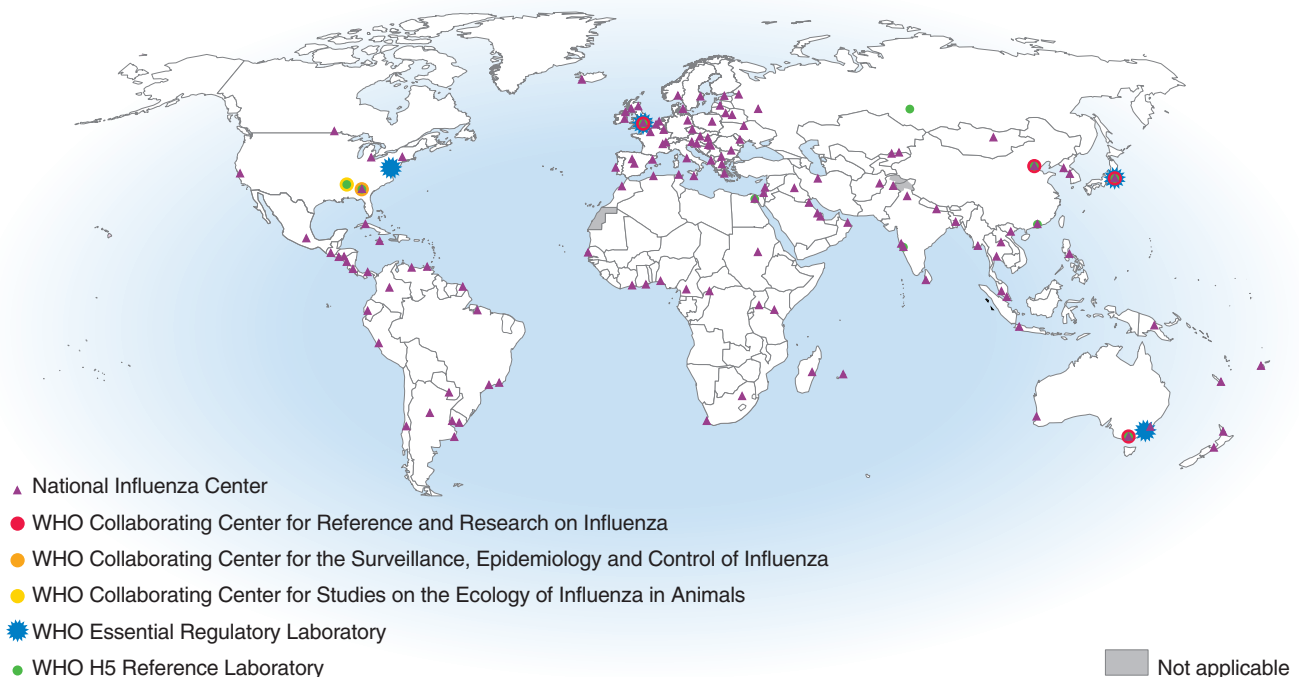 National Influenza Center
WHO Collaborating Center for Reference and Research on Influenza
WHO Collaborating Center for the Surveillance, Epidemiology and Control of Influenza
WHO Collaborating Center for Studies on the Ecology of Influenza in Animals
WHO Essential Regulatory Laboratory
WHO H5 Reference Laboratory
Not applicable